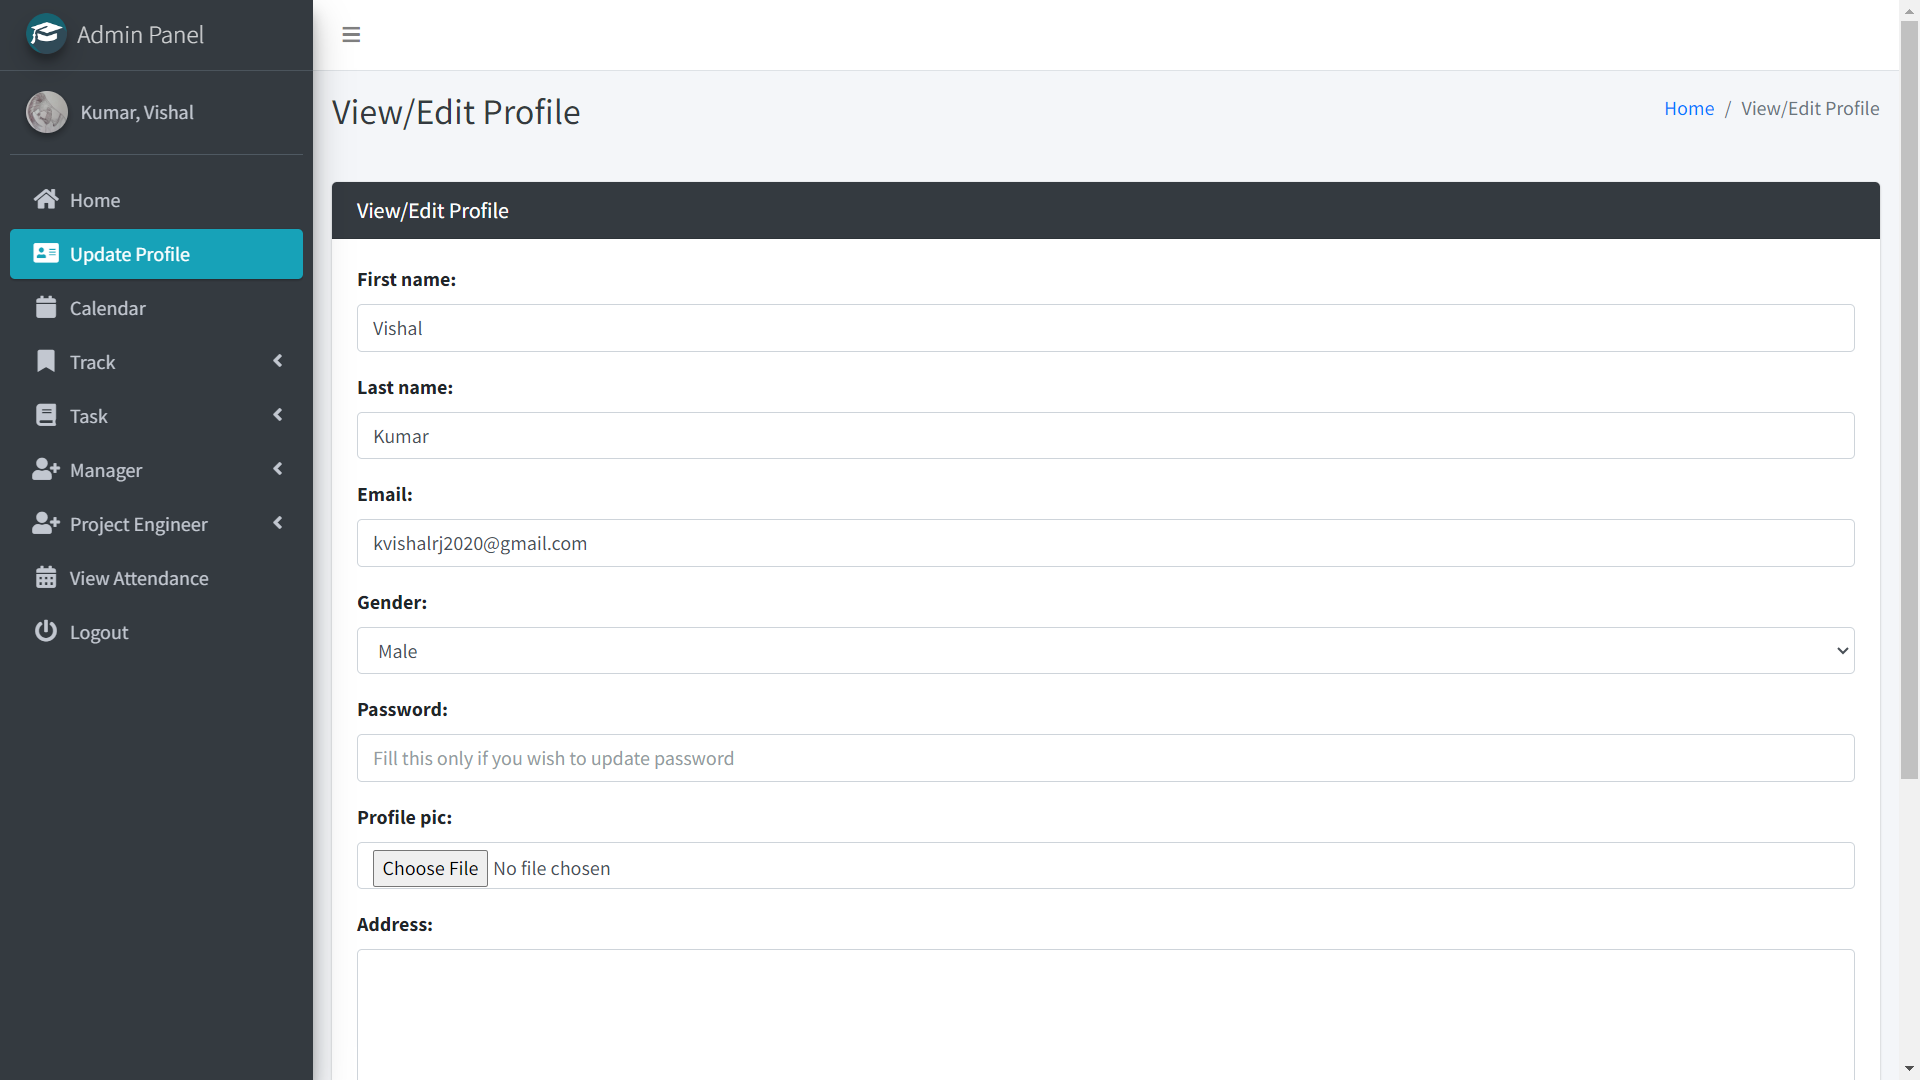 Admin Panel
Kumar, Vishal
Home
Update Profile
Calendar
Track
Task
Manager
Project Engineer
View Attendance
Logout
View/Edit Profile
Home / View/Edit Profile
View/Edit Profile
First name:
Vishal
Last name:
Kumar
Email:
kvishalrj2020@gmail.com
Gender:
Male
Password:
Fill this only if you wish to update password
Profile pic:
Choose File No file chosen
Address: